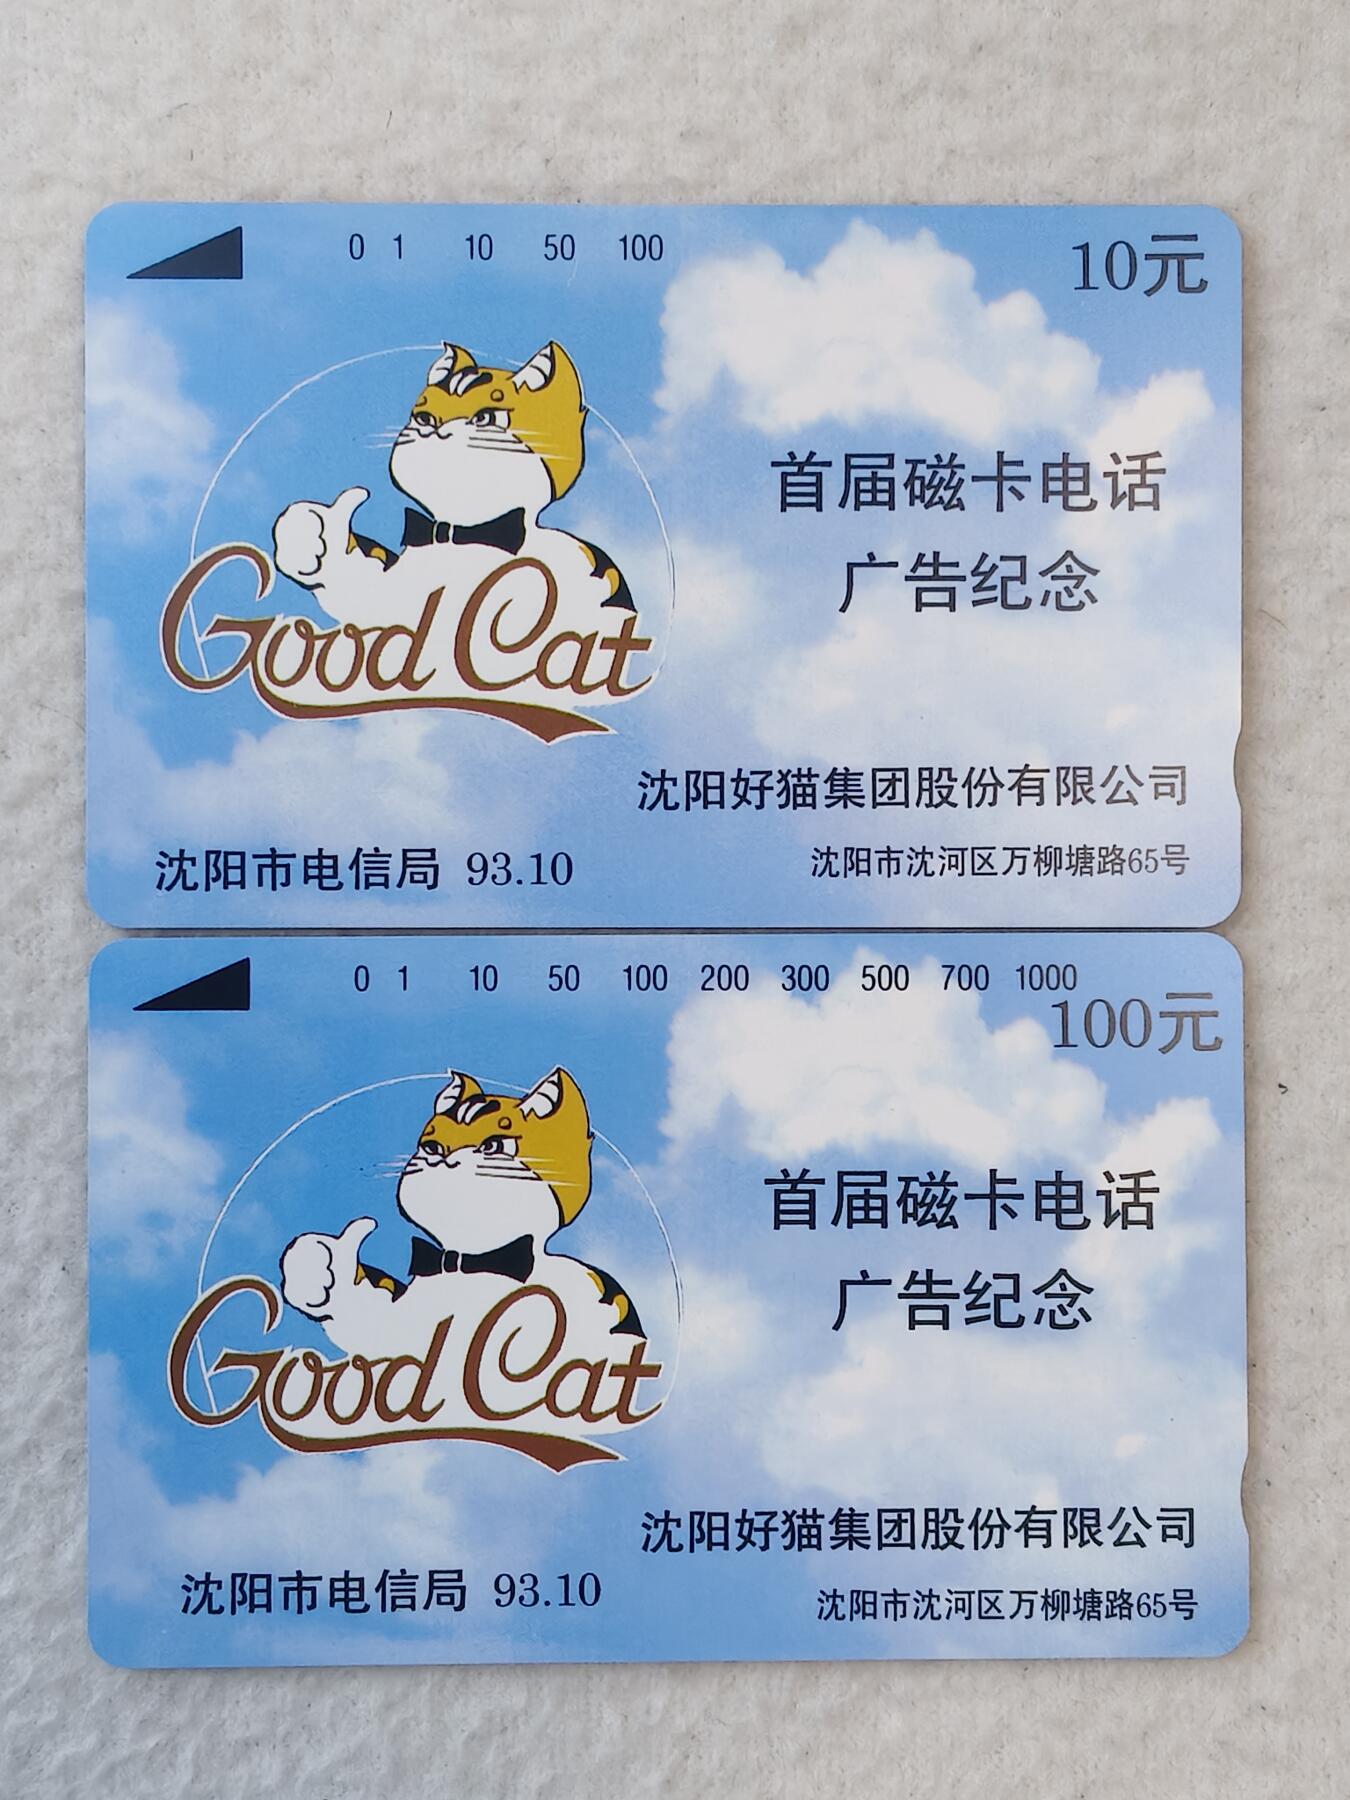 0 1 10 50 100
10元
首届磁卡电话
广告纪念
Good Cat
沈阳好猫集团股份有限公司
沈阳市电信局 93.10
沈阳市沈河区万柳塘路65号
0 1 10 50 100 200 300 500 700 1000
100元
首届磁卡电话
广告纪念
Good Cat
沈阳好猫集团股份有限公司
沈阳市电信局 93.10
沈阳市沈河区万柳塘路65号